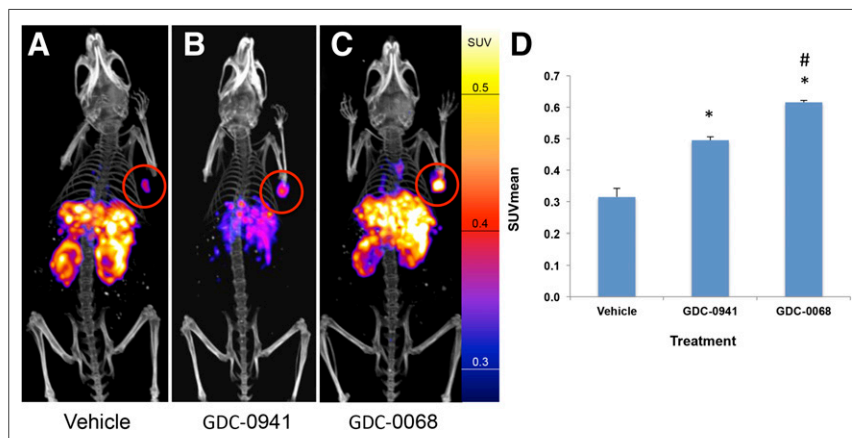 A
B
C
SUV
0.5
0.4
0.3
Vehicle
GDC-0941
GDC-0068
D
0.7
0.6
0.5
0.4
0.3
0.2
0.1
0.0
SUVmean
*
#
*
Vehicle
GDC-0941
GDC-0068
Treatment